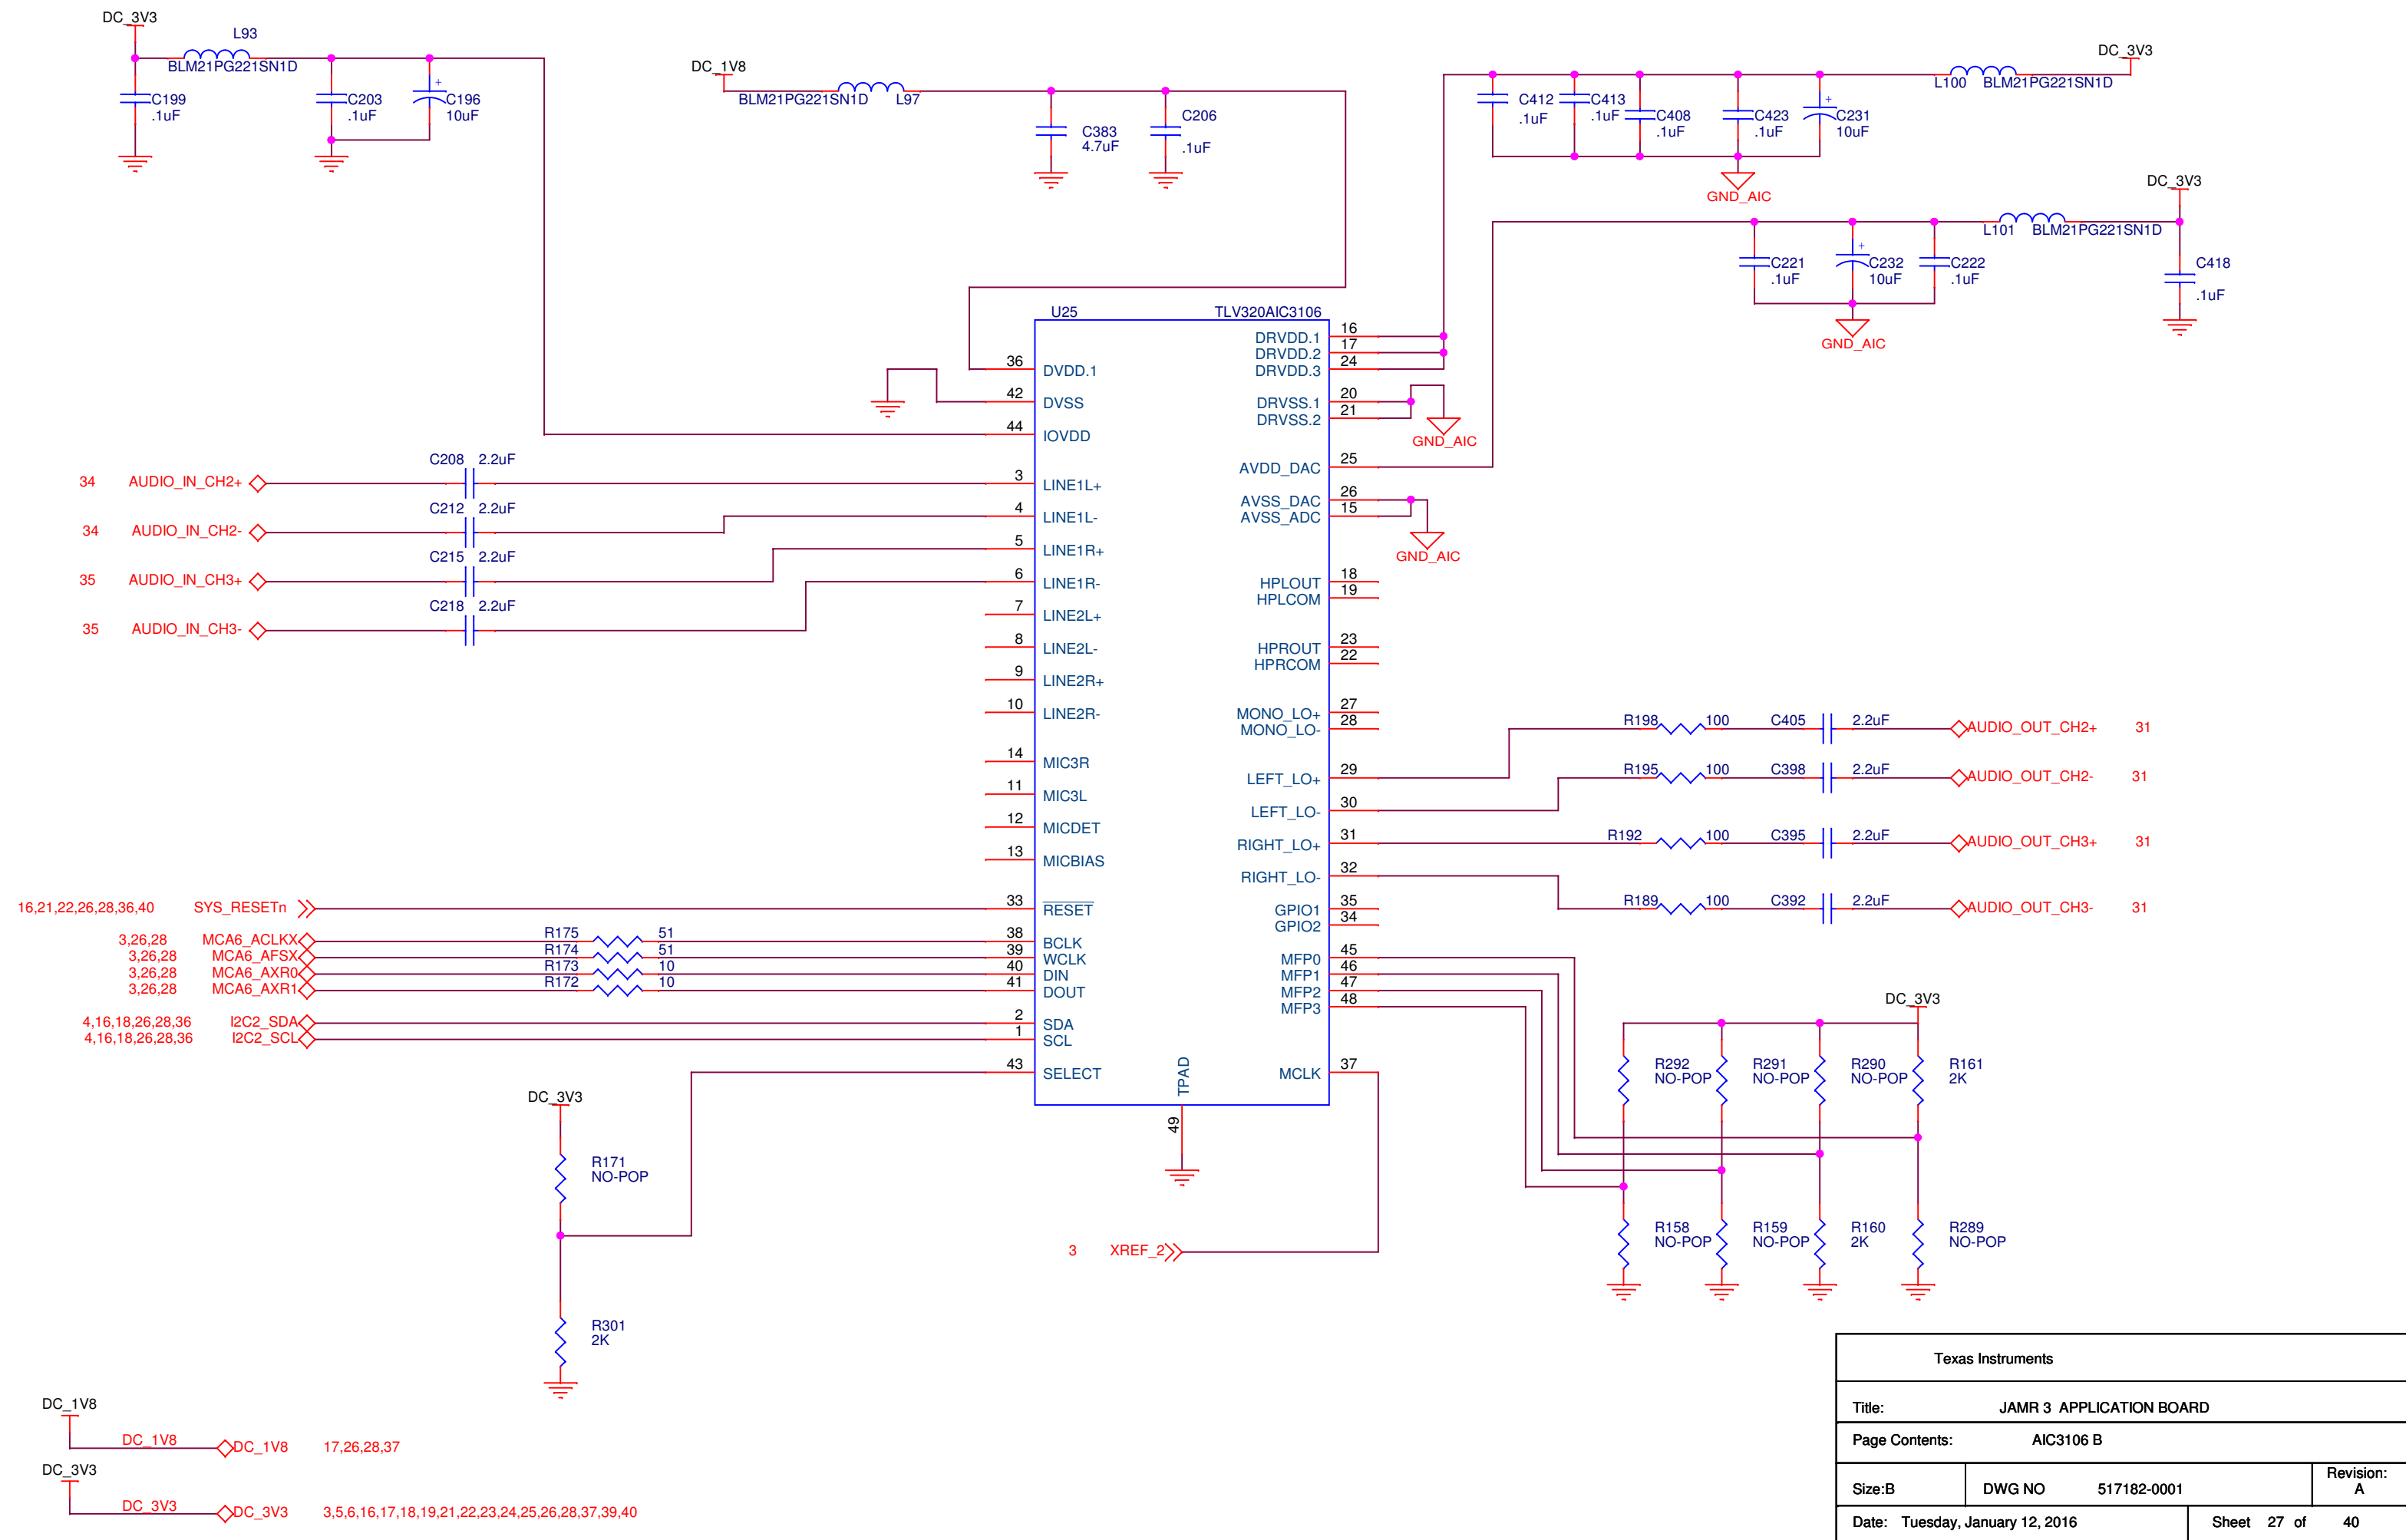 DC_3V3
L93
BLM21PG221SN1D
C199
.1uF
C203
.1uF
C196
10uF
+
DC_1V8
BLM21PG221SN1D L97
C383
4.7uF
C206
.1uF
DC_3V3
L100 BLM21PG221SN1D
C412
.1uF
C413
.1uF
C408
.1uF
C423
.1uF
+
C231
10uF
GND_AIC
DC_3V3
L101 BLM21PG221SN1D
C221
.1uF
+
C232
10uF
C222
.1uF
C418
.1uF
GND_AIC
U25 TLV320AIC3106
36 DVDD.1
42 DVSS
44 IOVDD
34 AUDIO_IN_CH2+ C208 2.2uF 3 LINE1L+
34 AUDIO_IN_CH2- C212 2.2uF 4 LINE1L-
35 AUDIO_IN_CH3+ C215 2.2uF 5 LINE1R+
35 AUDIO_IN_CH3- C218 2.2uF 6 LINE1R-
7 LINE2L+
8 LINE2L-
9 LINE2R+
10 LINE2R-
14 MIC3R
11 MIC3L
12 MICDET
13 MICBIAS
16,21,22,26,28,36,40 SYS_RESETn 33 RESET
3,26,28 MCA6_ACLKX R175 51 38 BCLK
3,26,28 MCA6_AFSX R174 51 39 WCLK
3,26,28 MCA6_AXR0 R173 10 40 DIN
3,26,28 MCA6_AXR1 R172 10 41 DOUT
4,16,18,26,28,36 I2C2_SDA 2 SDA
4,16,18,26,28,36 I2C2_SCL 1 SCL
43 SELECT
TPAD
49
DRVDD.1 16
DRVDD.2 17
DRVDD.3 24
DRVSS.1 20
DRVSS.2 21
GND_AIC
AVDD_DAC 25
AVSS_DAC 26
AVSS_ADC 15
GND_AIC
HPLOUT 18
HPLCOM 19
HPROUT 23
HPRCOM 22
MONO_LO+ 27
MONO_LO- 28
LEFT_LO+ 29 R198 100 C405 2.2uF AUDIO_OUT_CH2+ 31
LEFT_LO- 30 R195 100 C398 2.2uF AUDIO_OUT_CH2- 31
RIGHT_LO+ 31 R192 100 C395 2.2uF AUDIO_OUT_CH3+ 31
RIGHT_LO- 32 R189 100 C392 2.2uF AUDIO_OUT_CH3- 31
GPIO1 35
GPIO2 34
MFP0 45
MFP1 46
MFP2 47
MFP3 48
MCLK 37
DC_3V3
R292
NO-POP
R291
NO-POP
R290
NO-POP
R161
2K
R158
NO-POP
R159
NO-POP
R160
2K
R289
NO-POP
3 XREF_2
DC_3V3
R171
NO-POP
R301
2K
DC_1V8
DC_1V8 DC_1V8 17,26,28,37
DC_3V3
DC_3V3 DC_3V3 3,5,6,16,17,18,19,21,22,23,24,25,26,28,37,39,40
Texas Instruments
Title: JAMR 3 APPLICATION BOARD
Page Contents: AIC3106 B
Size:B DWG NO 517182-0001 Revision: A
Date: Tuesday, January 12, 2016 Sheet 27 of 40